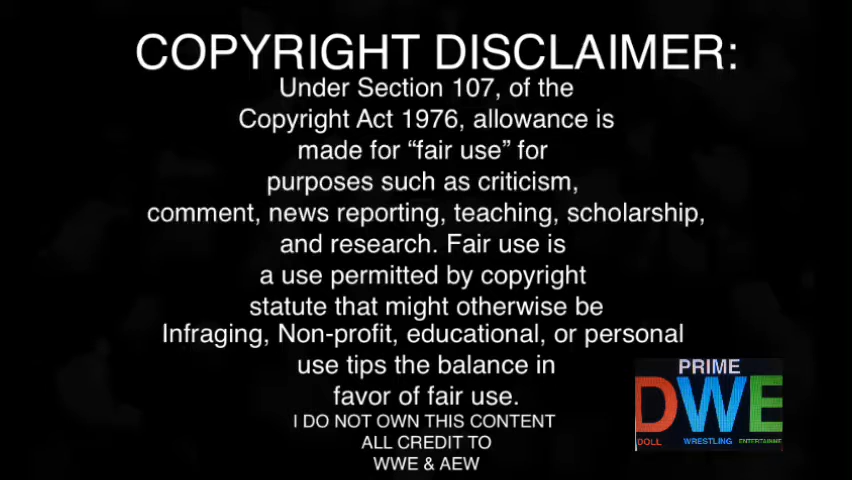 COPYRIGHT DISCLAIMER:
Under Section 107, of the
Copyright Act 1976, allowance is
made for “fair use” for
purposes such as criticism,
comment, news reporting, teaching, scholarship,
and research. Fair use is
a use permitted by copyright
statute that might otherwise be
Infraging, Non-profit, educational, or personal
use tips the balance in
favor of fair use.
I DO NOT OWN THIS CONTENT
ALL CREDIT TO
WWE & AEW
PRIME
DWE
DOLL WRESTLING